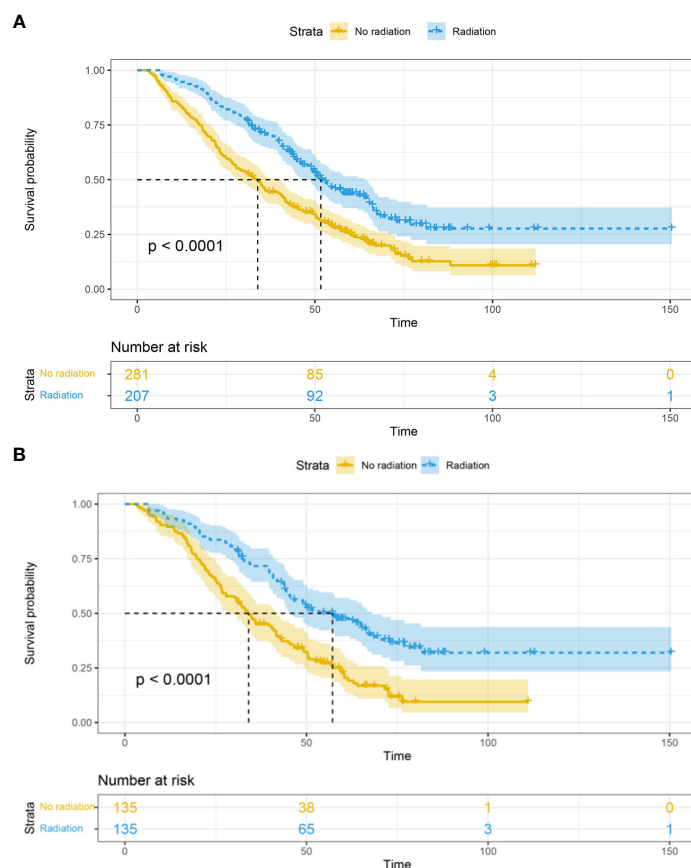 A
Strata No radiation Radiation
1.00
0.75
0.50
0.25
0.00
Survival probability
p < 0.0001
0 50 100 150
Time
Number at risk
Strata
No radiation 281 85 4 0
Radiation 207 92 3 1
0 50 100 150
Time
B
Strata No radiation Radiation
1.00
0.75
0.50
0.25
0.00
Survival probability
p < 0.0001
0 50 100 150
Time
Number at risk
Strata
No radiation 135 38 1 0
Radiation 135 65 3 1
0 50 100 150
Time